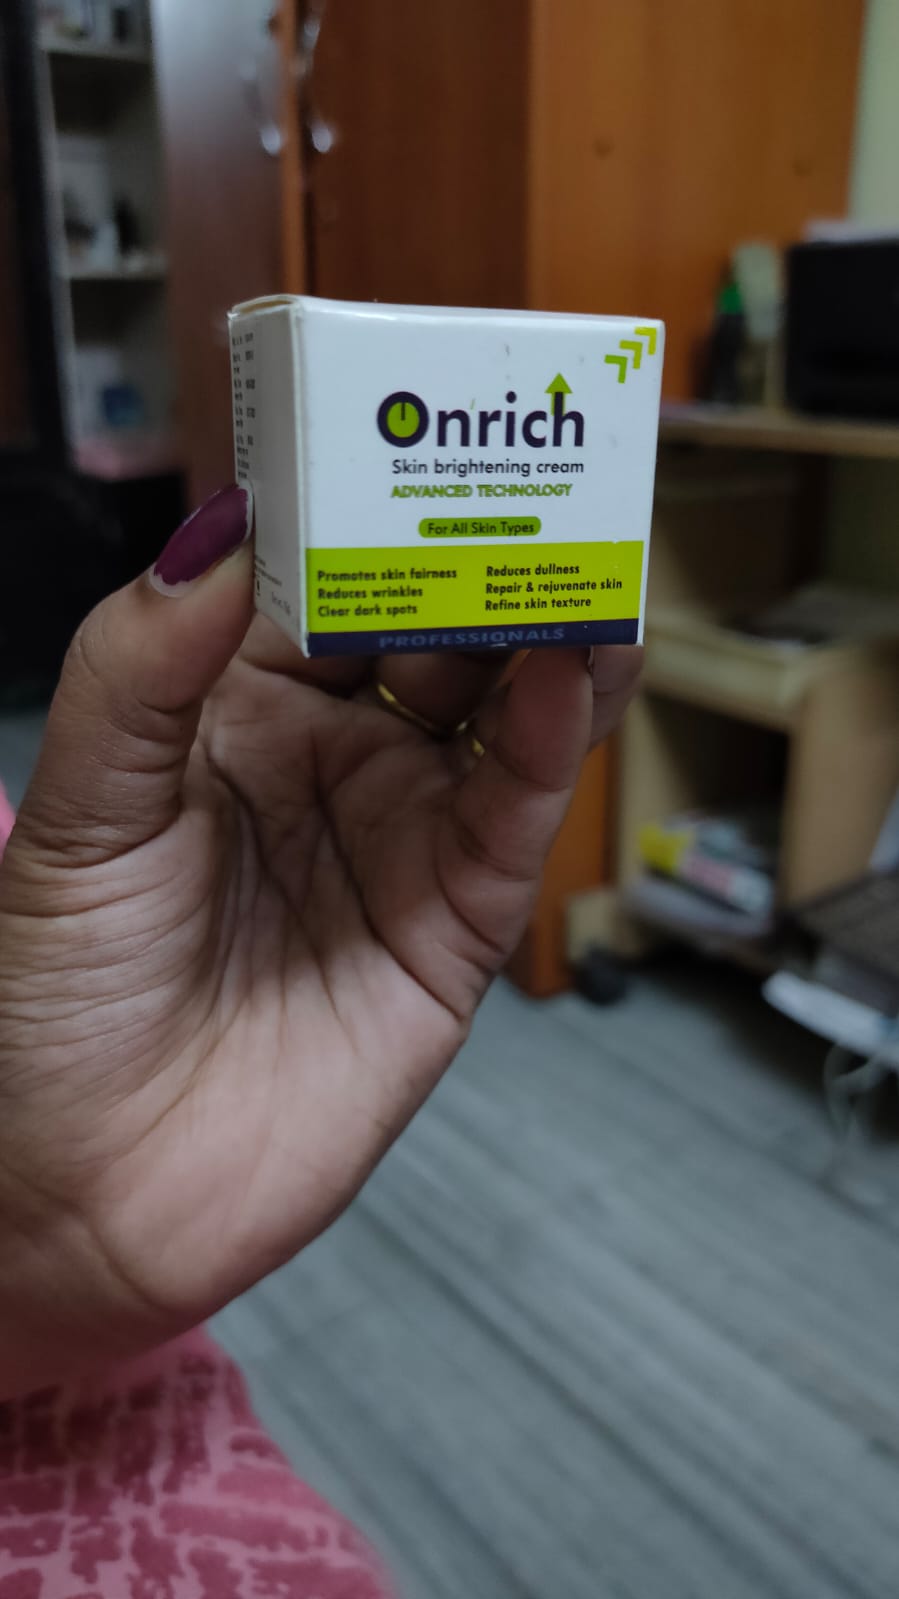 Onrich
Skin brightening cream
ADVANCED TECHNOLOGY
For All Skin Types
Promotes skin fairness
Reduces wrinkles
Clear dark spots
Reduces dullness
Repair & rejuvenate skin
Refine skin texture
PROFESSIONALS